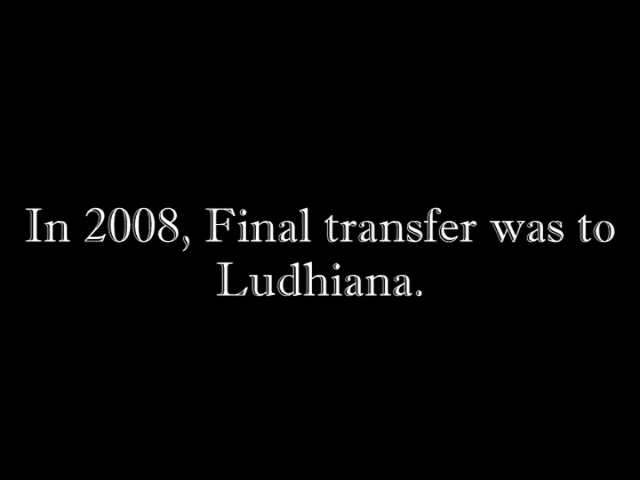 In 2008, Final transfer was to
Ludhiana.